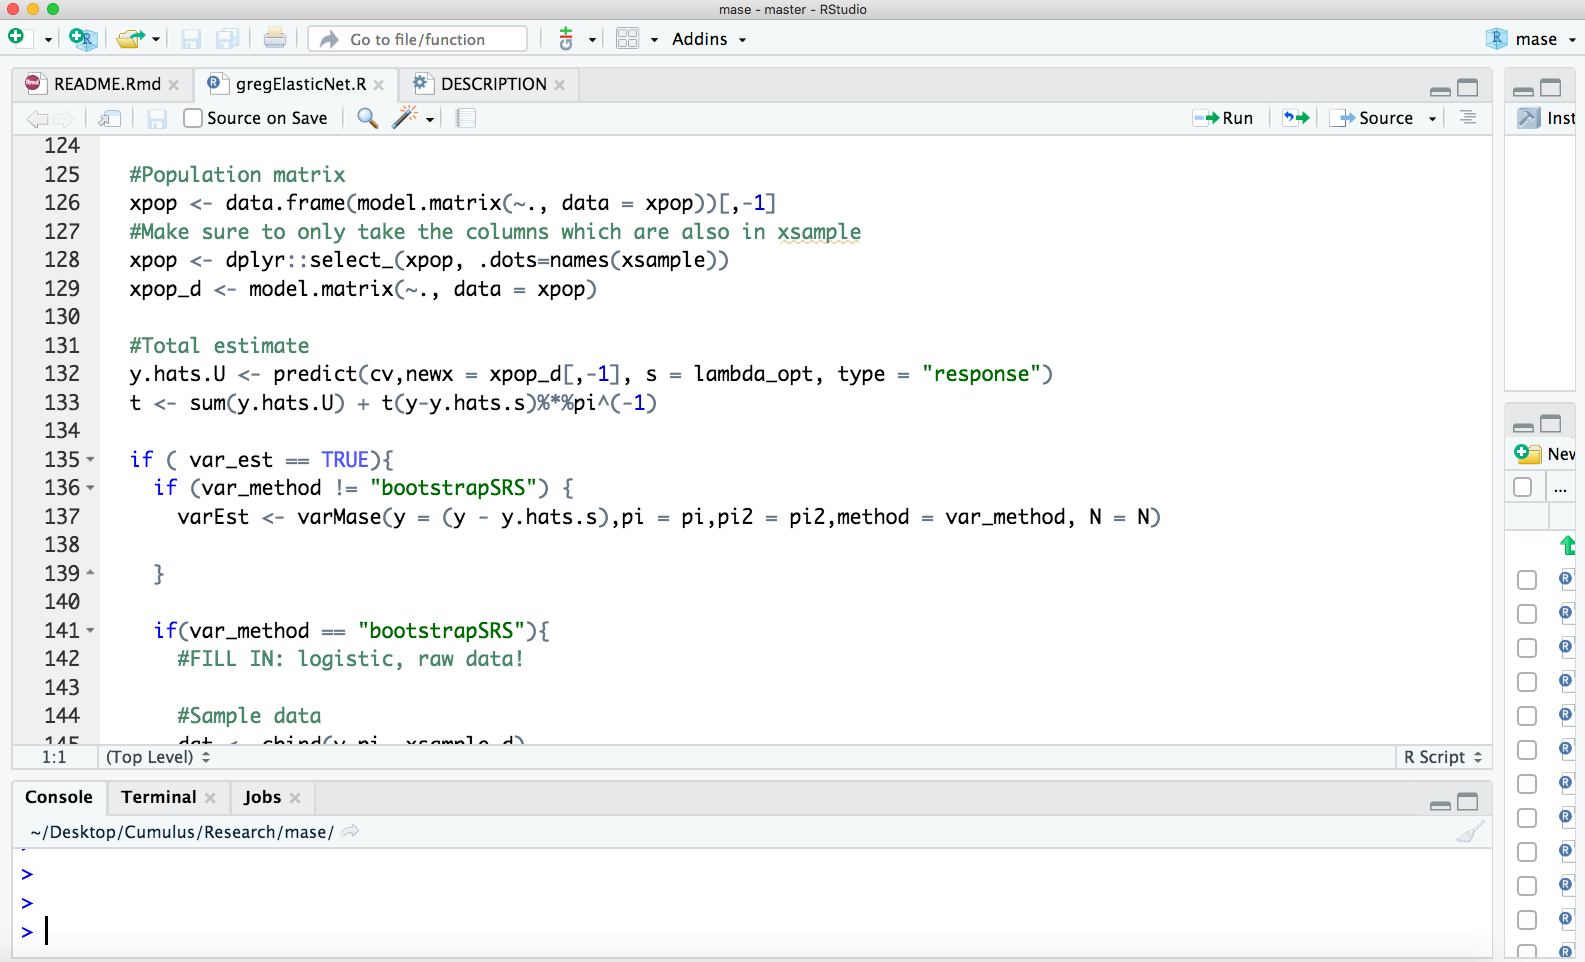 mase - master - RStudio
Go to file/function
Git
Addins
mase
README.Rmd
gregElasticNet.R
DESCRIPTION
Source on Save
Run
Source
124
125 #Population matrix
126 xpop <- data.frame(model.matrix(~., data = xpop))[,-1]
127 #Make sure to only take the columns which are also in xsample
128 xpop <- dplyr::select_(xpop, .dots=names(xsample))
129 xpop_d <- model.matrix(~., data = xpop)
130
131 #Total estimate
132 y.hats.U <- predict(cv,newx = xpop_d[,-1], s = lambda_opt, type = "response")
133 t <- sum(y.hats.U) + t(y-y.hats.s)%*%pi^(-1)
134
135 if ( var_est == TRUE){
136 if (var_method != "bootstrapSRS") {
137 varEst <- varMase(y = (y - y.hats.s),pi = pi,pi2 = pi2,method = var_method, N = N)
138
139 }
140
141 if(var_method == "bootstrapSRS"){
142 #FILL IN: logistic, raw data!
143
144 #Sample data
145 dat <- cbind(y,pi, xsample_d)
1:1 (Top Level)
R Script
Console
Terminal
Jobs
~/Desktop/Cumulus/Research/mase/
>
>
>
Inst
New
...